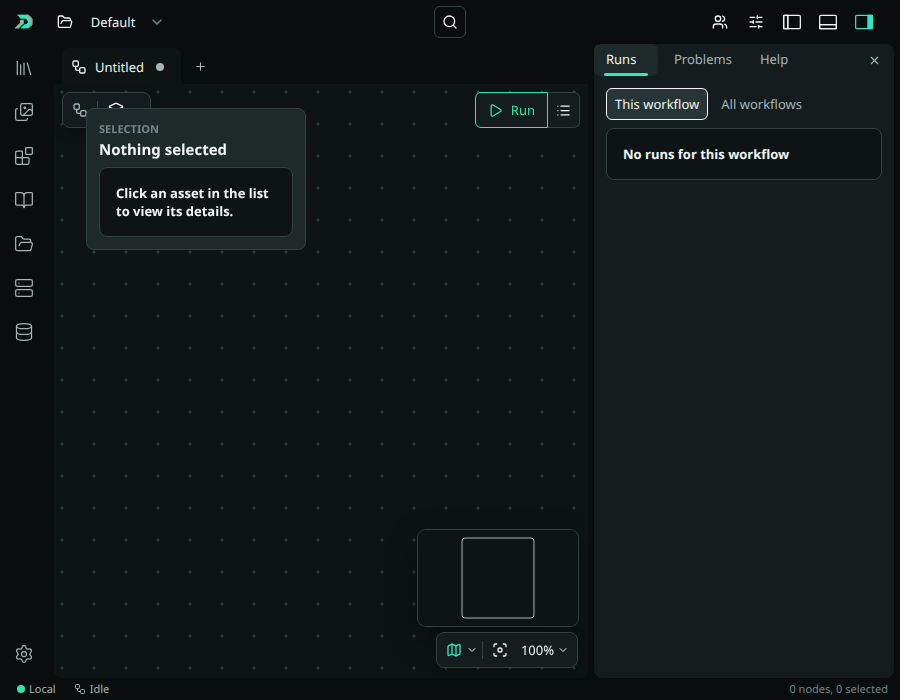 Default
Untitled
Run
SELECTION
Nothing selected
Click an asset in the list
to view its details.
100%
Runs
Problems
Help
This workflow
All workflows
No runs for this workflow
Local
Idle
0 nodes, 0 selected